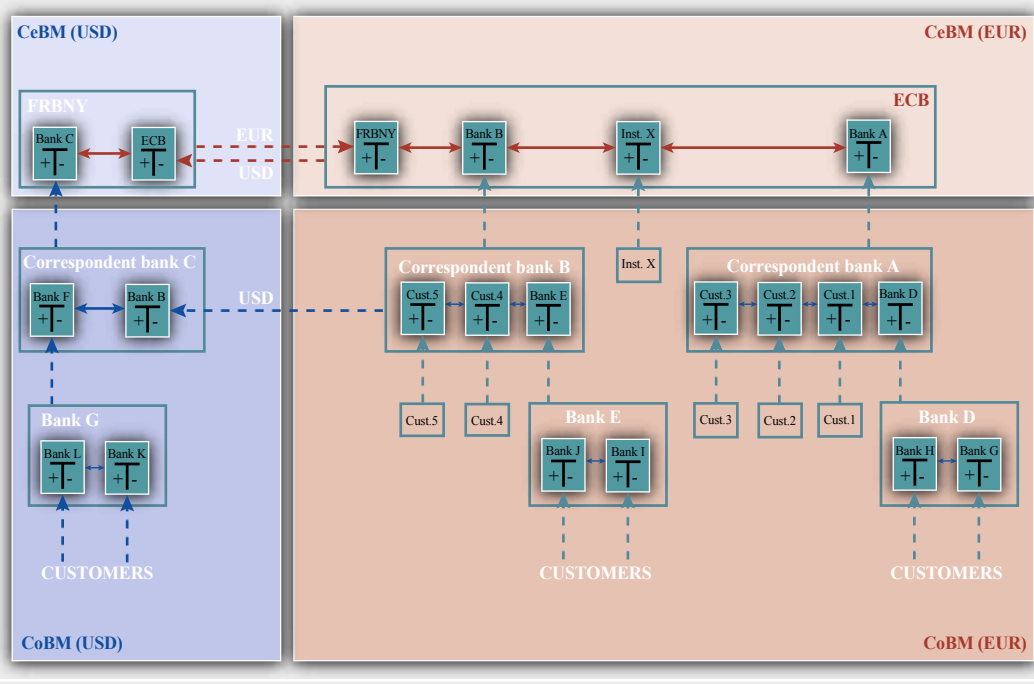 CeBM (USD)
CeBM (EUR)
FRBNY
ECB
Bank C
+ -
ECB
+ -
EUR
USD
FRBNY
+ -
Bank B
+ -
Inst. X
+ -
Bank A
+ -
Correspondent bank C
Bank F
+ -
Bank B
+ -
USD
Correspondent bank B
Cust.5
+ -
Cust.4
+ -
Bank E
+ -
Inst. X
Correspondent bank A
Cust.3
+ -
Cust.2
+ -
Cust.1
+ -
Bank D
+ -
Bank G
Bank L
+ -
Bank K
+ -
CUSTOMERS
Cust.5
Cust.4
Bank E
Bank J
+ -
Bank I
+ -
CUSTOMERS
Cust.3
Cust.2
Cust.1
Bank D
Bank H
+ -
Bank G
+ -
CUSTOMERS
CoBM (USD)
CoBM (EUR)